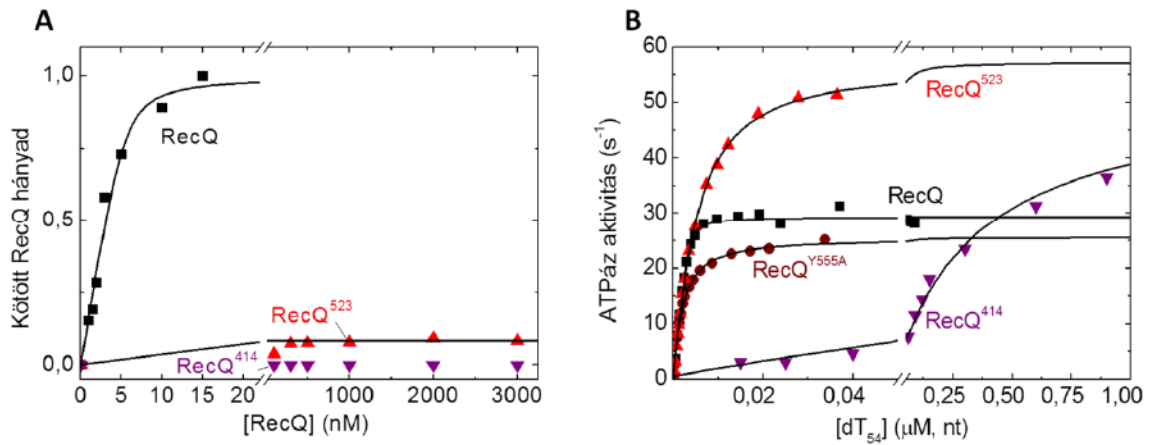 A
Kötött RecQ hányad
1,0
0,5
0,0
RecQ
RecQ⁵²³
RecQ⁴¹⁴
0 5 10 15 20 1000 2000 3000
[RecQ] (nM)
B
ATPáz aktivitás (s⁻¹)
60
50
40
30
20
10
0
RecQ⁵²³
RecQ
RecQ^Y555A
RecQ⁴¹⁴
0,02 0,04 0,25 0,50 0,75 1,00
[dT₅₄] (μM, nt)